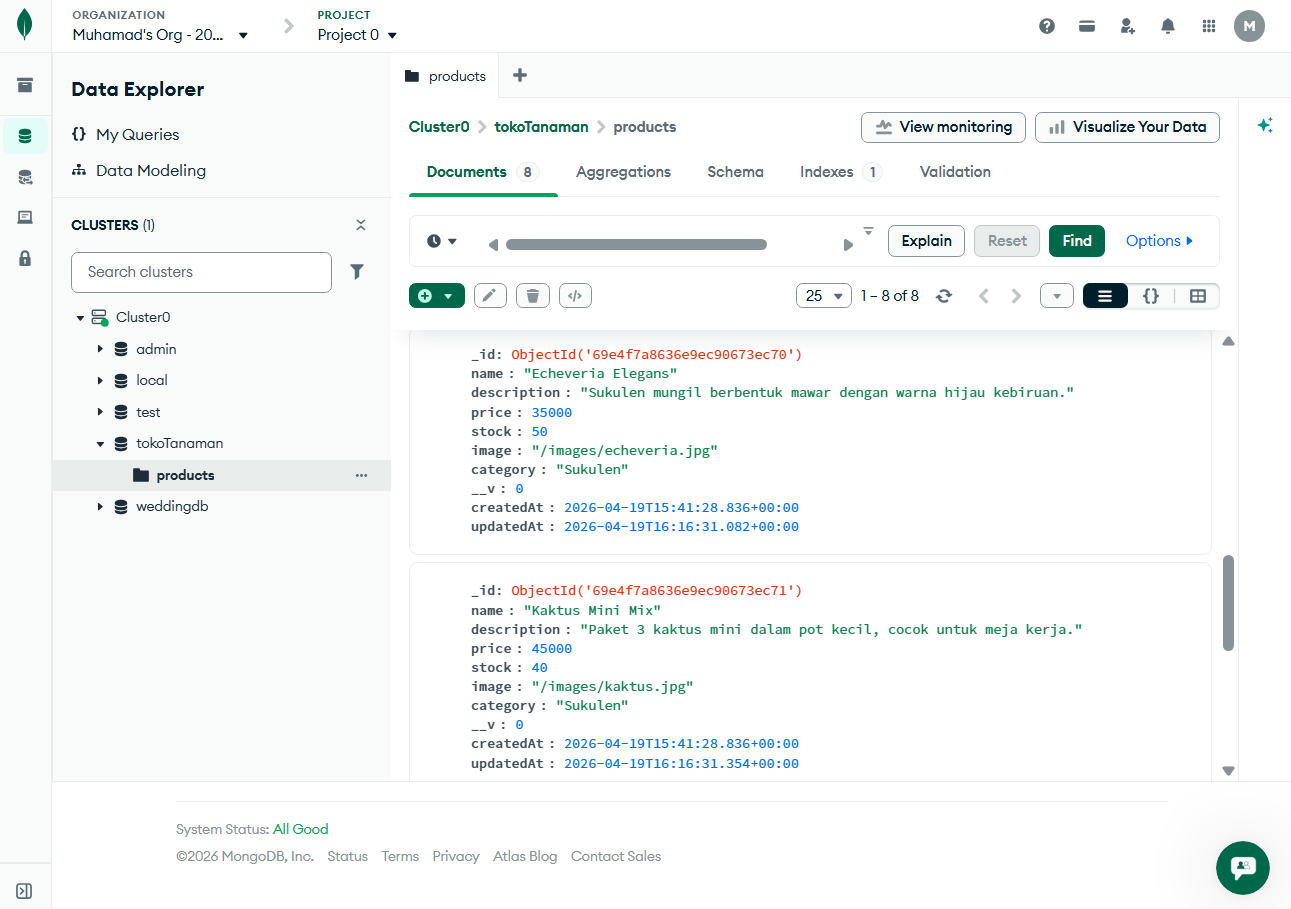 ORGANIZATION
Muhamad's Org - 20...
PROJECT
Project 0
M
Data Explorer
My Queries
Data Modeling
CLUSTERS (1)
Search clusters
Cluster0
admin
local
test
tokoTanaman
products
weddingdb
products
Cluster0 > tokoTanaman > products
View monitoring
Visualize Your Data
Documents 8
Aggregations
Schema
Indexes 1
Validation
Explain
Reset
Find
Options
25
1 – 8 of 8
_id: ObjectId('69e4f7a8636e9ec90673ec70')
name : "Echeveria Elegans"
description : "Sukulen mungil berbentuk mawar dengan warna hijau kebiruan."
price : 35000
stock : 50
image : "/images/echeveria.jpg"
category : "Sukulen"
__v : 0
createdAt : 2026-04-19T15:41:28.836+00:00
updatedAt : 2026-04-19T16:16:31.082+00:00
_id: ObjectId('69e4f7a8636e9ec90673ec71')
name : "Kaktus Mini Mix"
description : "Paket 3 kaktus mini dalam pot kecil, cocok untuk meja kerja."
price : 45000
stock : 40
image : "/images/kaktus.jpg"
category : "Sukulen"
__v : 0
createdAt : 2026-04-19T15:41:28.836+00:00
updatedAt : 2026-04-19T16:16:31.354+00:00
System Status: All Good
©2026 MongoDB, Inc. Status Terms Privacy Atlas Blog Contact Sales